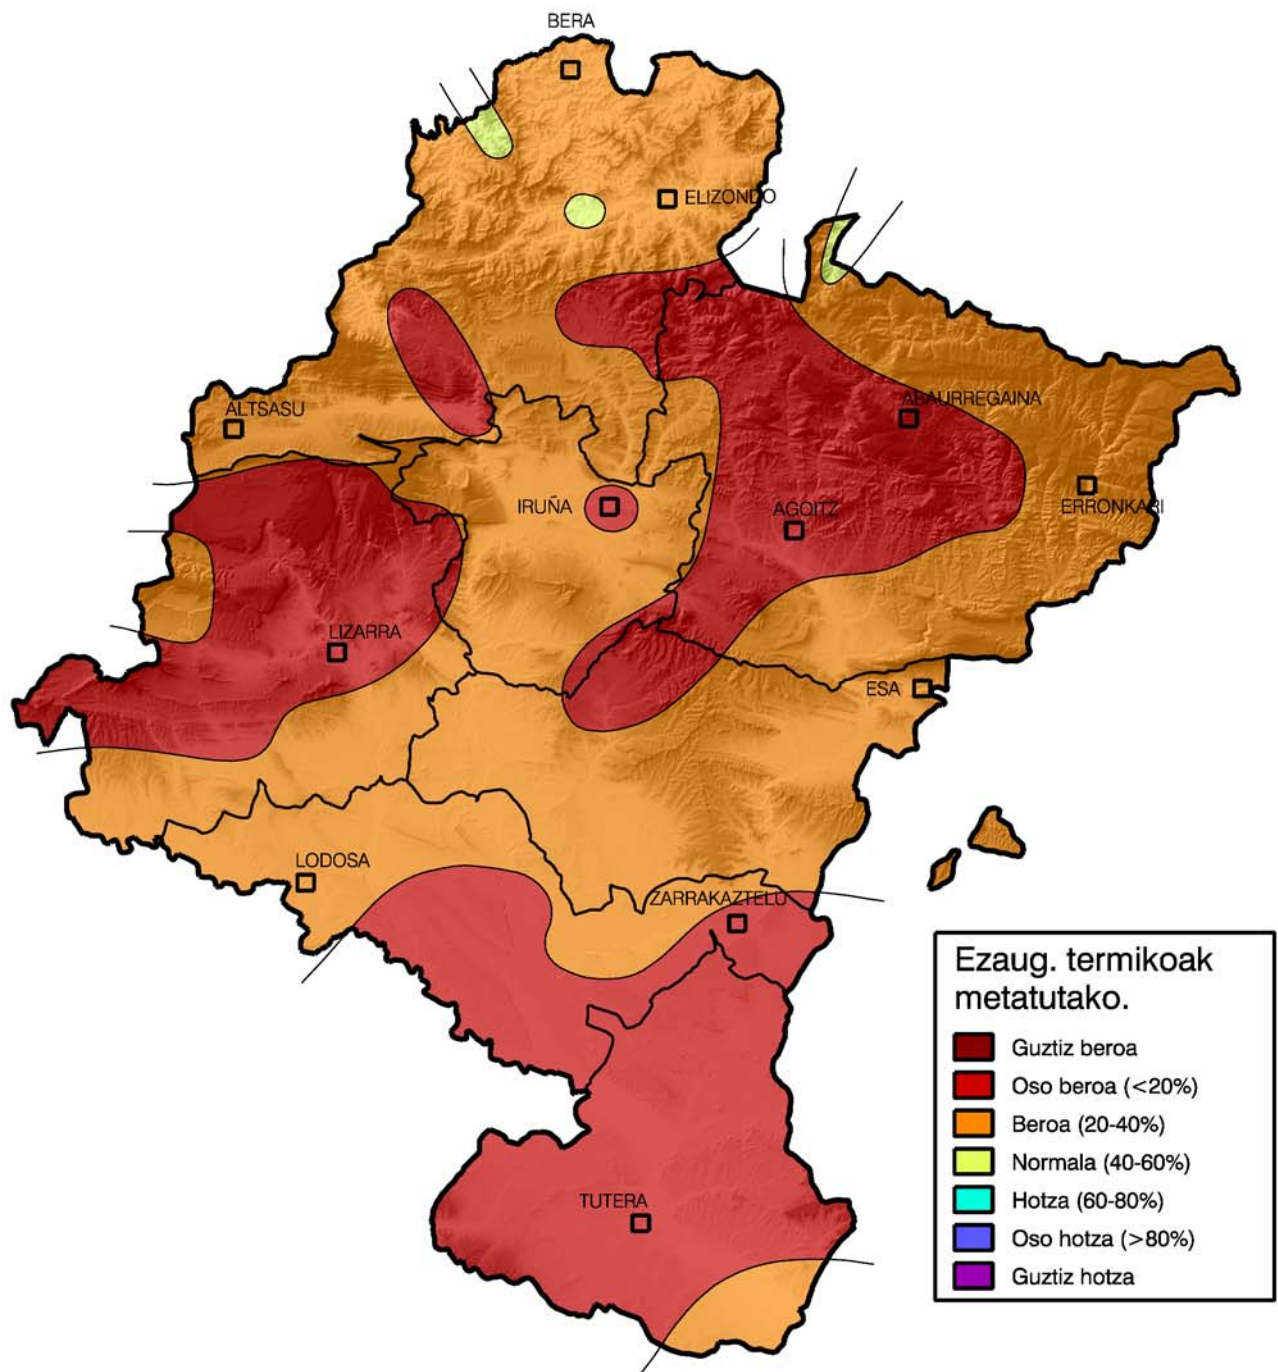 BERA
ELIZONDO
ALTSASU
ABAURREGAINA
IRUÑA
AGOITZ
ERRONKARI
LIZARRA
ESA
LODOSA
ZARRAKAZTELU
TUTERA
Ezaug. termikoak
metatutako.
Guztiz beroa
Oso beroa (<20%)
Beroa (20-40%)
Normala (40-60%)
Hotza (60-80%)
Oso hotza (>80%)
Guztiz hotza